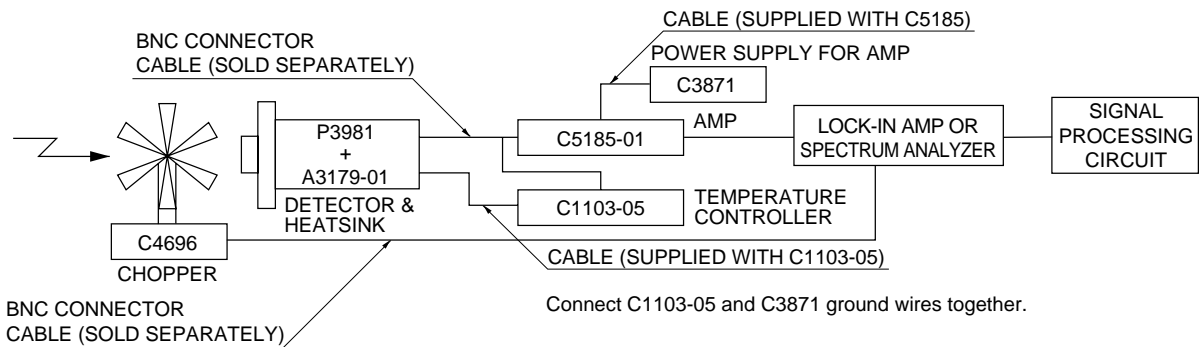 CABLE (SUPPLIED WITH C5185)
BNC CONNECTOR
CABLE (SOLD SEPARATELY)
POWER SUPPLY FOR AMP
C3871
P3981
+
A3179-01
DETECTOR &
HEATSINK
C5185-01
AMP
LOCK-IN AMP OR
SPECTRUM ANALYZER
SIGNAL
PROCESSING
CIRCUIT
C1103-05
TEMPERATURE
CONTROLLER
C4696
CHOPPER
CABLE (SUPPLIED WITH C1103-05)
BNC CONNECTOR
CABLE (SOLD SEPARATELY)
Connect C1103-05 and C3871 ground wires together.